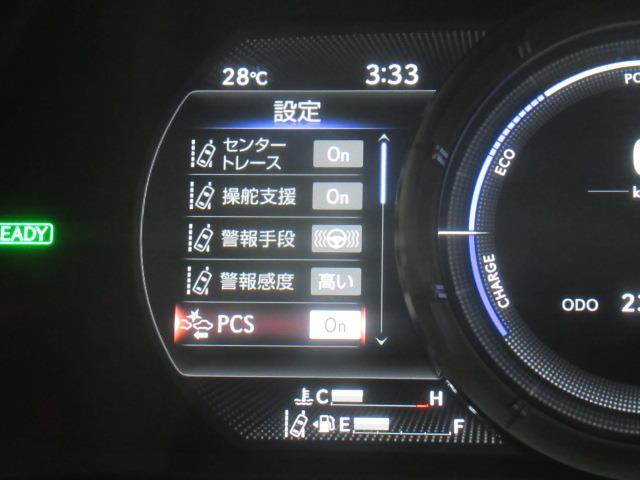 28℃
3:33
設定
センター
トレース
On
操舵支援
On
警報手段
警報感度
高い
PCS
On
READY
ECO
CHARGE
ODO
C
H
E
F